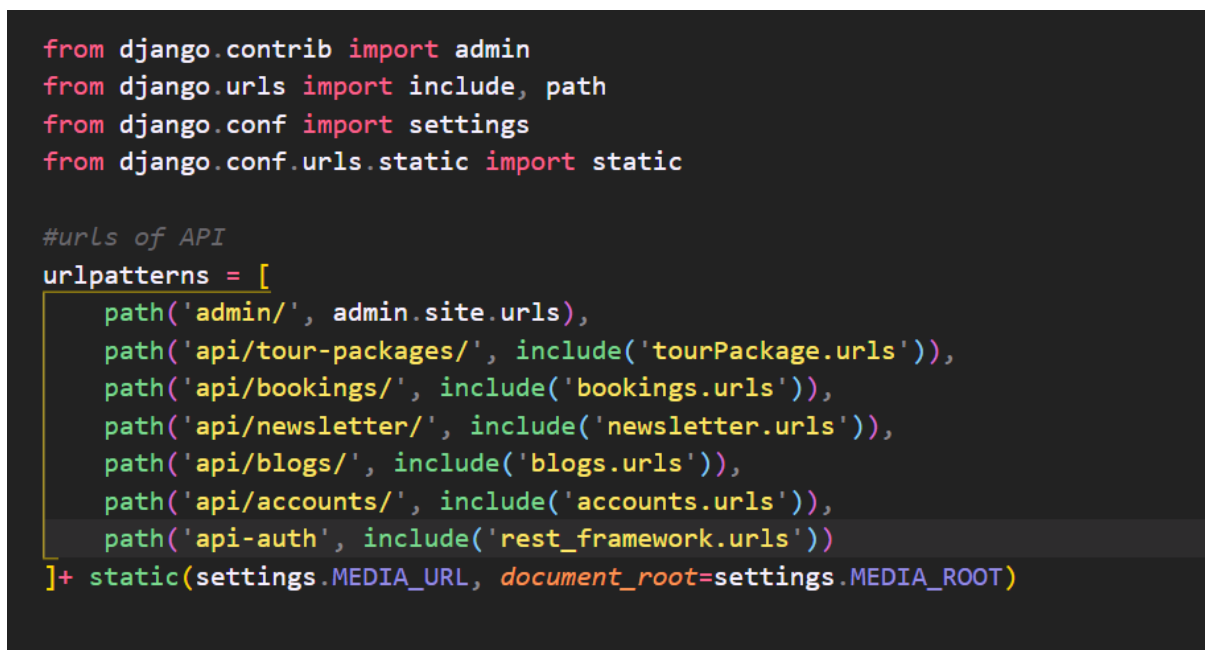 from django.contrib import admin
from django.urls import include, path
from django.conf import settings
from django.conf.urls.static import static
#urls of API
urlpatterns = [
    path('admin/', admin.site.urls),
    path('api/tour-packages/', include('tourPackage.urls')),
    path('api/bookings/', include('bookings.urls')),
    path('api/newsletter/', include('newsletter.urls')),
    path('api/blogs/', include('blogs.urls')),
    path('api/accounts/', include('accounts.urls')),
    path('api-auth', include('rest_framework.urls'))
]+ static(settings.MEDIA_URL, document_root=settings.MEDIA_ROOT)